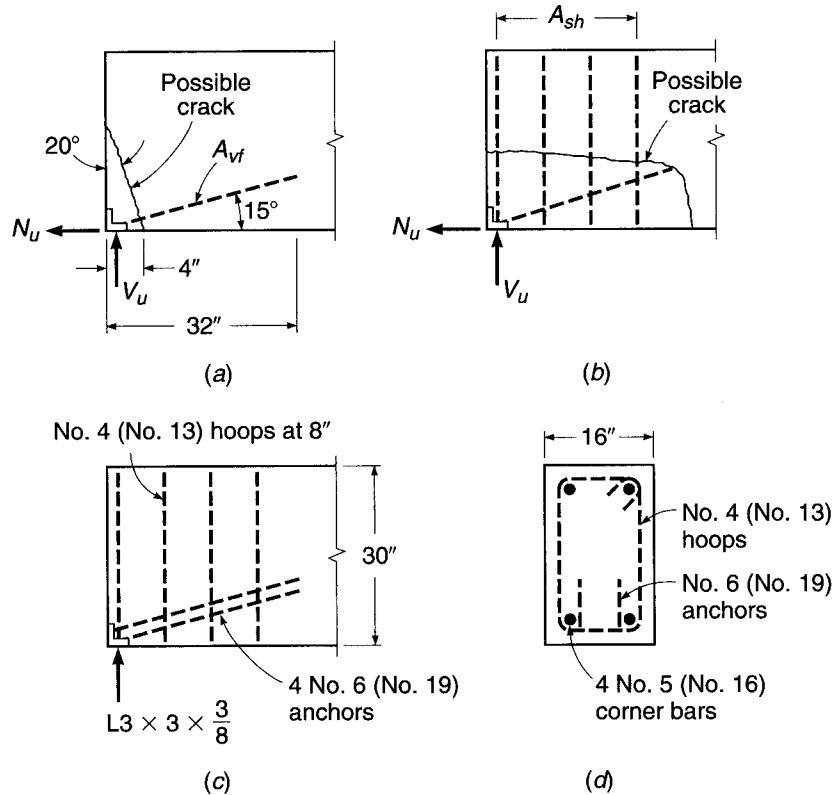 Possible
crack
20°
A_vf
15°
N_u
4″
V_u
32″
(a)
A_sh
Possible
crack
N_u
V_u
(b)
No. 4 (No. 13) hoops at 8″
30″
4 No. 6 (No. 19)
anchors
L3 × 3 × 3/8
(c)
16″
No. 4 (No. 13)
hoops
No. 6 (No. 19)
anchors
4 No. 5 (No. 16)
corner bars
(d)